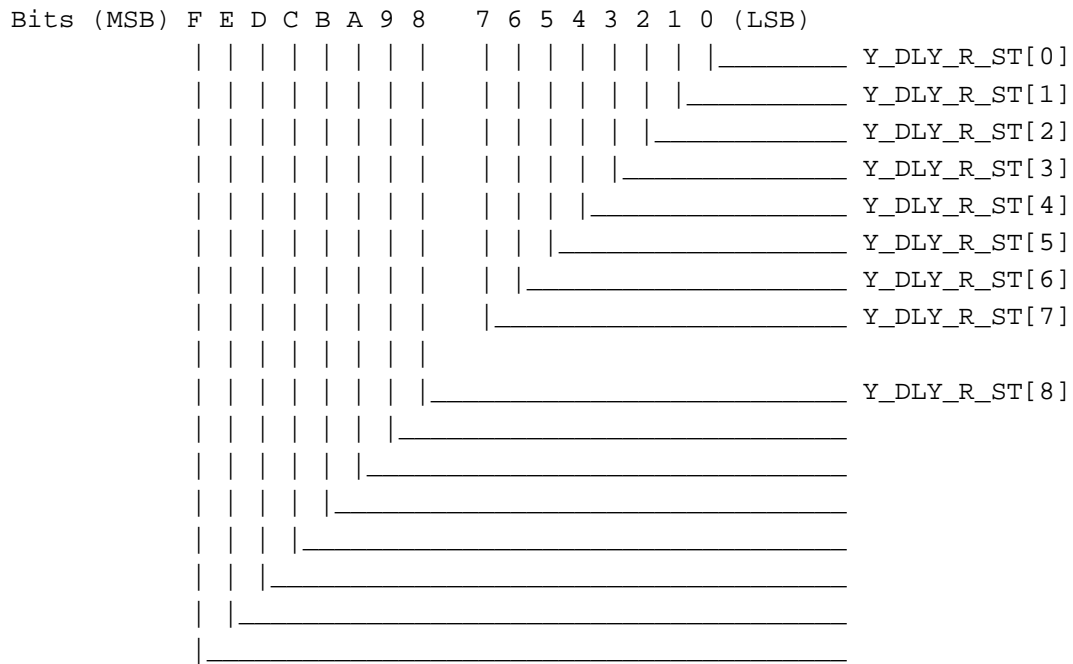 Bits (MSB) F E D C B A 9 8 7 6 5 4 3 2 1 0 (LSB)
Y_DLY_R_ST[0]
Y_DLY_R_ST[1]
Y_DLY_R_ST[2]
Y_DLY_R_ST[3]
Y_DLY_R_ST[4]
Y_DLY_R_ST[5]
Y_DLY_R_ST[6]
Y_DLY_R_ST[7]
Y_DLY_R_ST[8]